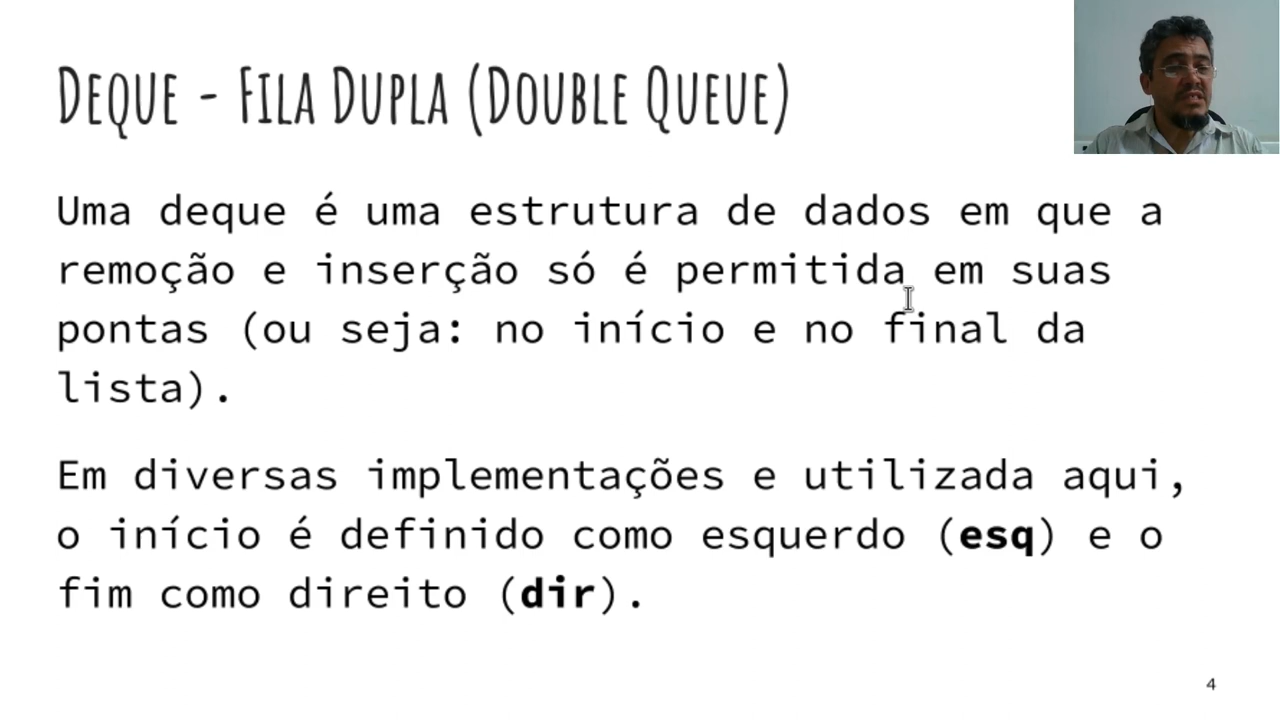 Deque - Fila Dupla (Double Queue)
Uma deque é uma estrutura de dados em que a
remoção e inserção só é permitida em suas
pontas (ou seja: no início e no final da
lista).
Em diversas implementações e utilizada aqui,
o início é definido como esquerdo (esq) e o
fim como direito (dir).
4